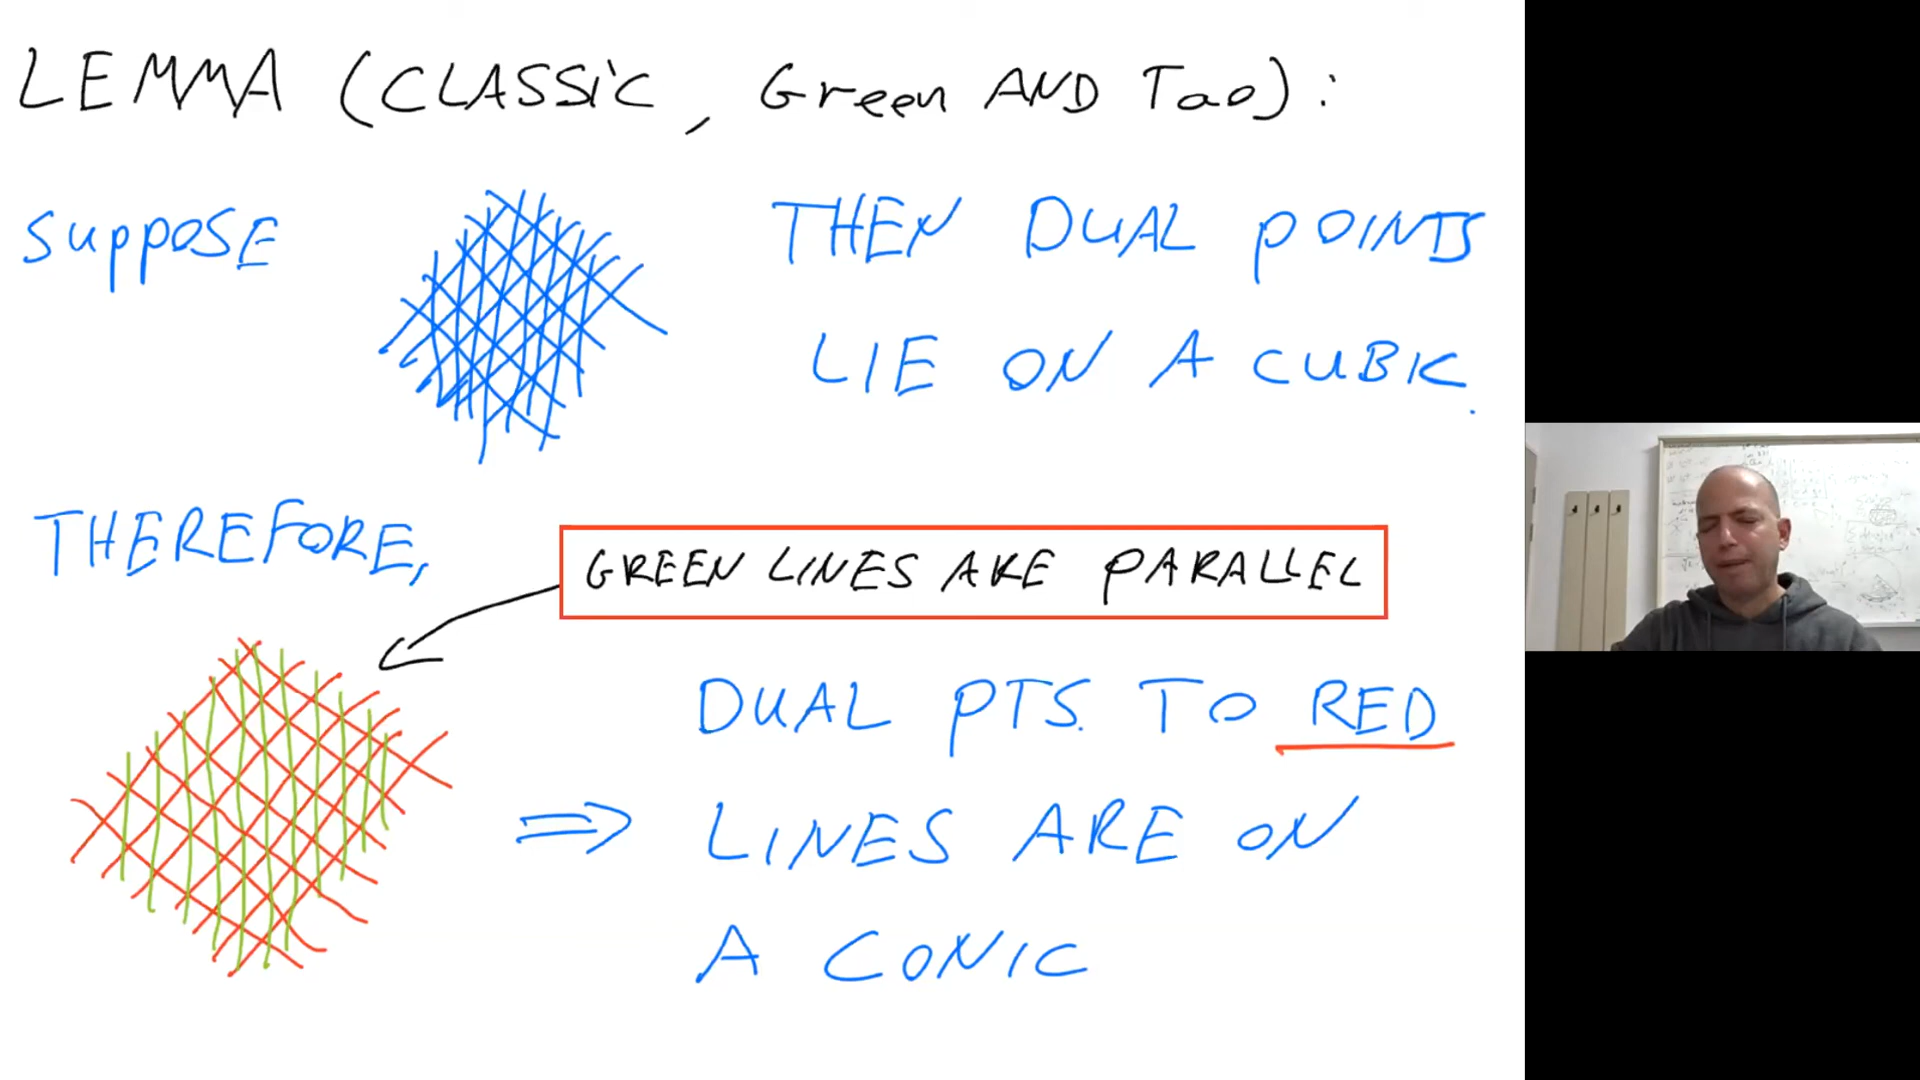 LEMMA (CLASSiC, Green AND Tao):
SuppOSE
THEN DUAL pOINTS
LIE ON A CUBIC.
THEREFORE,
GREEN LINES ARE PARALLEL
DUAL PTS. TO RED
⇒ LINES ARE ON
A CONIC